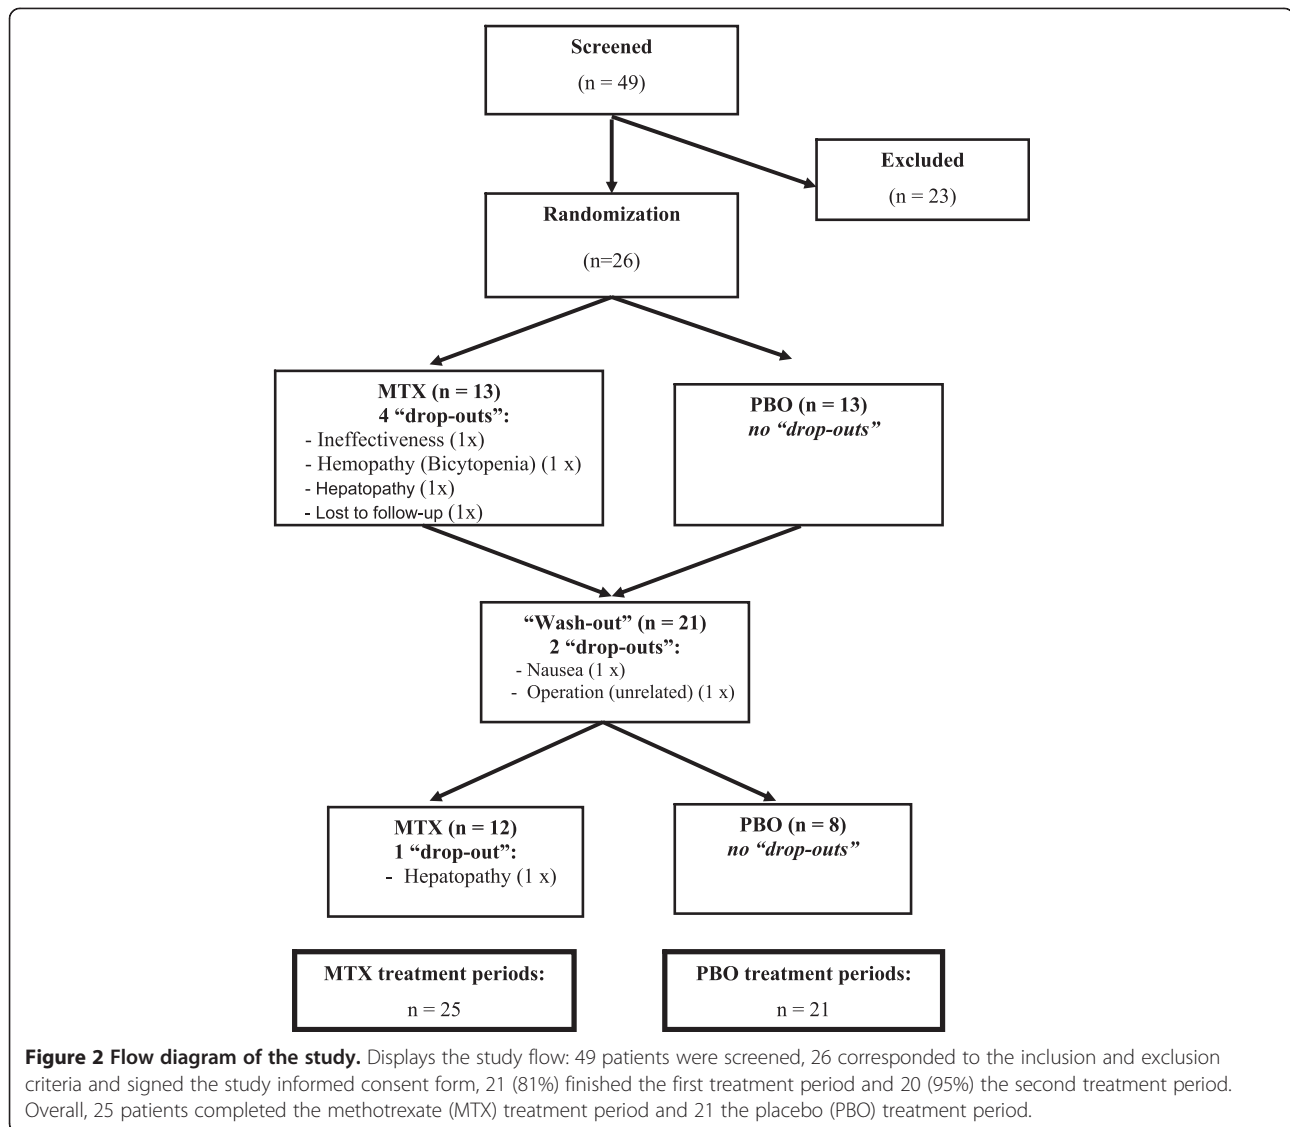 Screened
(n = 49)
Excluded
(n = 23)
Randomization
(n=26)
MTX (n = 13)
4 “drop-outs”:
- Ineffectiveness (1x)
- Hemopathy (Bicytopenia) (1 x)
- Hepatopathy (1x)
- Lost to follow-up (1x)
PBO (n = 13)
no “drop-outs”
“Wash-out” (n = 21)
2 “drop-outs”:
- Nausea (1 x)
- Operation (unrelated) (1 x)
MTX (n = 12)
1 “drop-out”:
- Hepatopathy (1 x)
PBO (n = 8)
no “drop-outs”
MTX treatment periods:
n = 25
PBO treatment periods:
n = 21
Figure 2 Flow diagram of the study. Displays the study flow: 49 patients were screened, 26 corresponded to the inclusion and exclusion
criteria and signed the study informed consent form, 21 (81%) finished the first treatment period and 20 (95%) the second treatment period.
Overall, 25 patients completed the methotrexate (MTX) treatment period and 21 the placebo (PBO) treatment period.